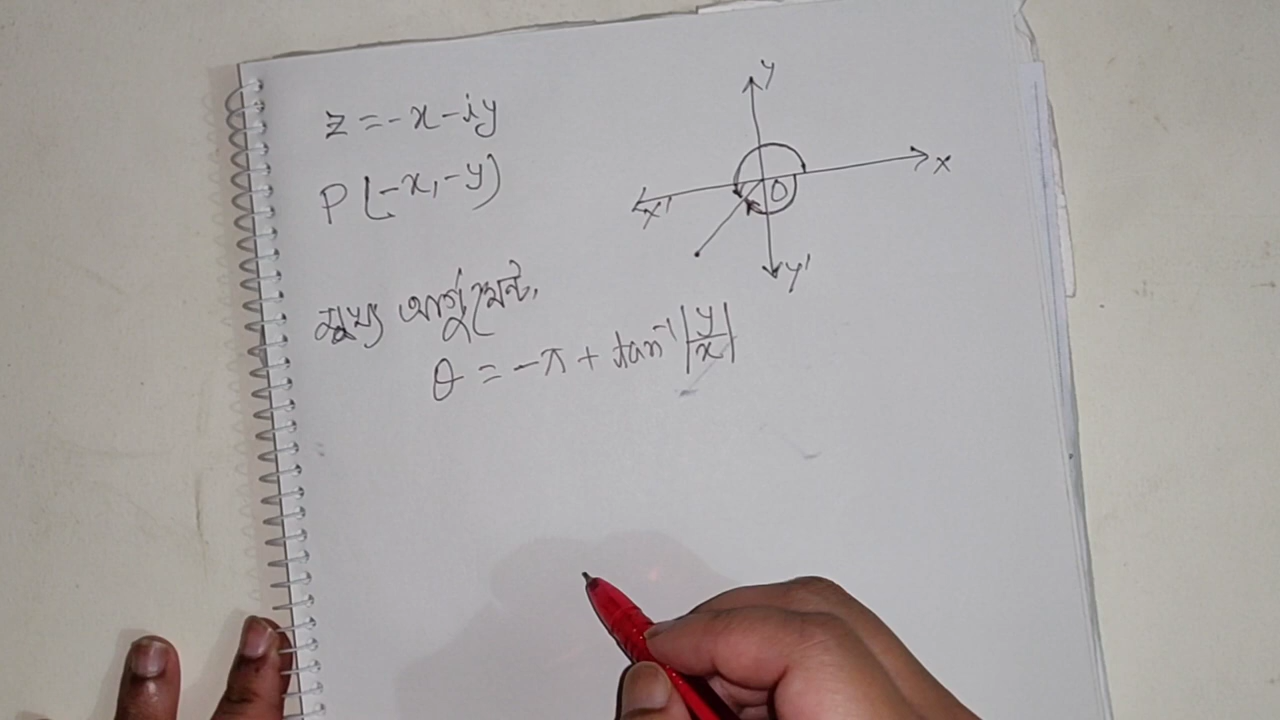 z = -x - iy
P(-x, -y)
y
x
x'
O
y'
মুখ্য আর্গুমেন্ট,
θ = -π + tan⁻¹|y/x|